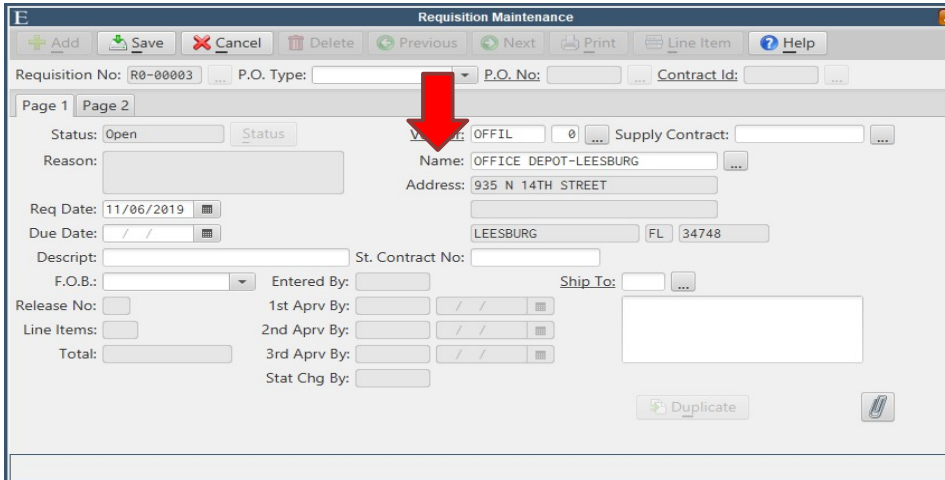 E Requisition Maintenance
Add Save Cancel Delete Previous Next Print Line Item Help
Requisition No: R0-00003 ... P.O. Type: P.O. No: ... Contract Id: ...
Page 1 Page 2
Status: Open Status OFFIL 0 ... Supply Contract: ...
Reason: Name: OFFICE DEPOT-LEESBURG ...
Address: 935 N 14TH STREET
Req Date: 11/06/2019
Due Date: / / LEESBURG FL 34748
Descript: St. Contract No:
F.O.B.: Entered By: Ship To: ...
Release No: 1st Aprv By: / /
Line Items: 2nd Aprv By: / /
Total: 3rd Aprv By: / /
Stat Chg By:
Duplicate